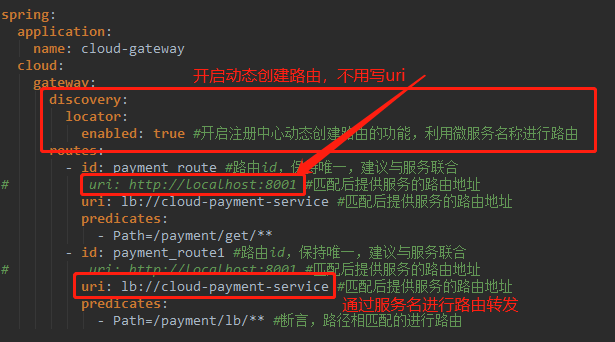 spring:
application:
name: cloud-gateway
cloud:
开启动态创建路由，不用写uri
gateway:
discovery:
locator:
enabled: true #开启注册中心动态创建路由的功能，利用微服务名称进行路由
routes:
- id: payment_route #路由id，保持唯一，建议与服务联合
# uri: http://localhost:8001 #匹配后提供服务的路由地址
uri: lb://cloud-payment-service #匹配后提供服务的路由地址
predicates:
- Path=/payment/get/**
- id: payment_route1 #路由id，保持唯一，建议与服务联合
# uri: http://localhost:8001 #匹配后提供服务的路由地址
uri: lb://cloud-payment-service #匹配后提供服务的路由地址
predicates: 通过服务名进行路由转发
- Path=/payment/lb/** #断言，路径相匹配的进行路由